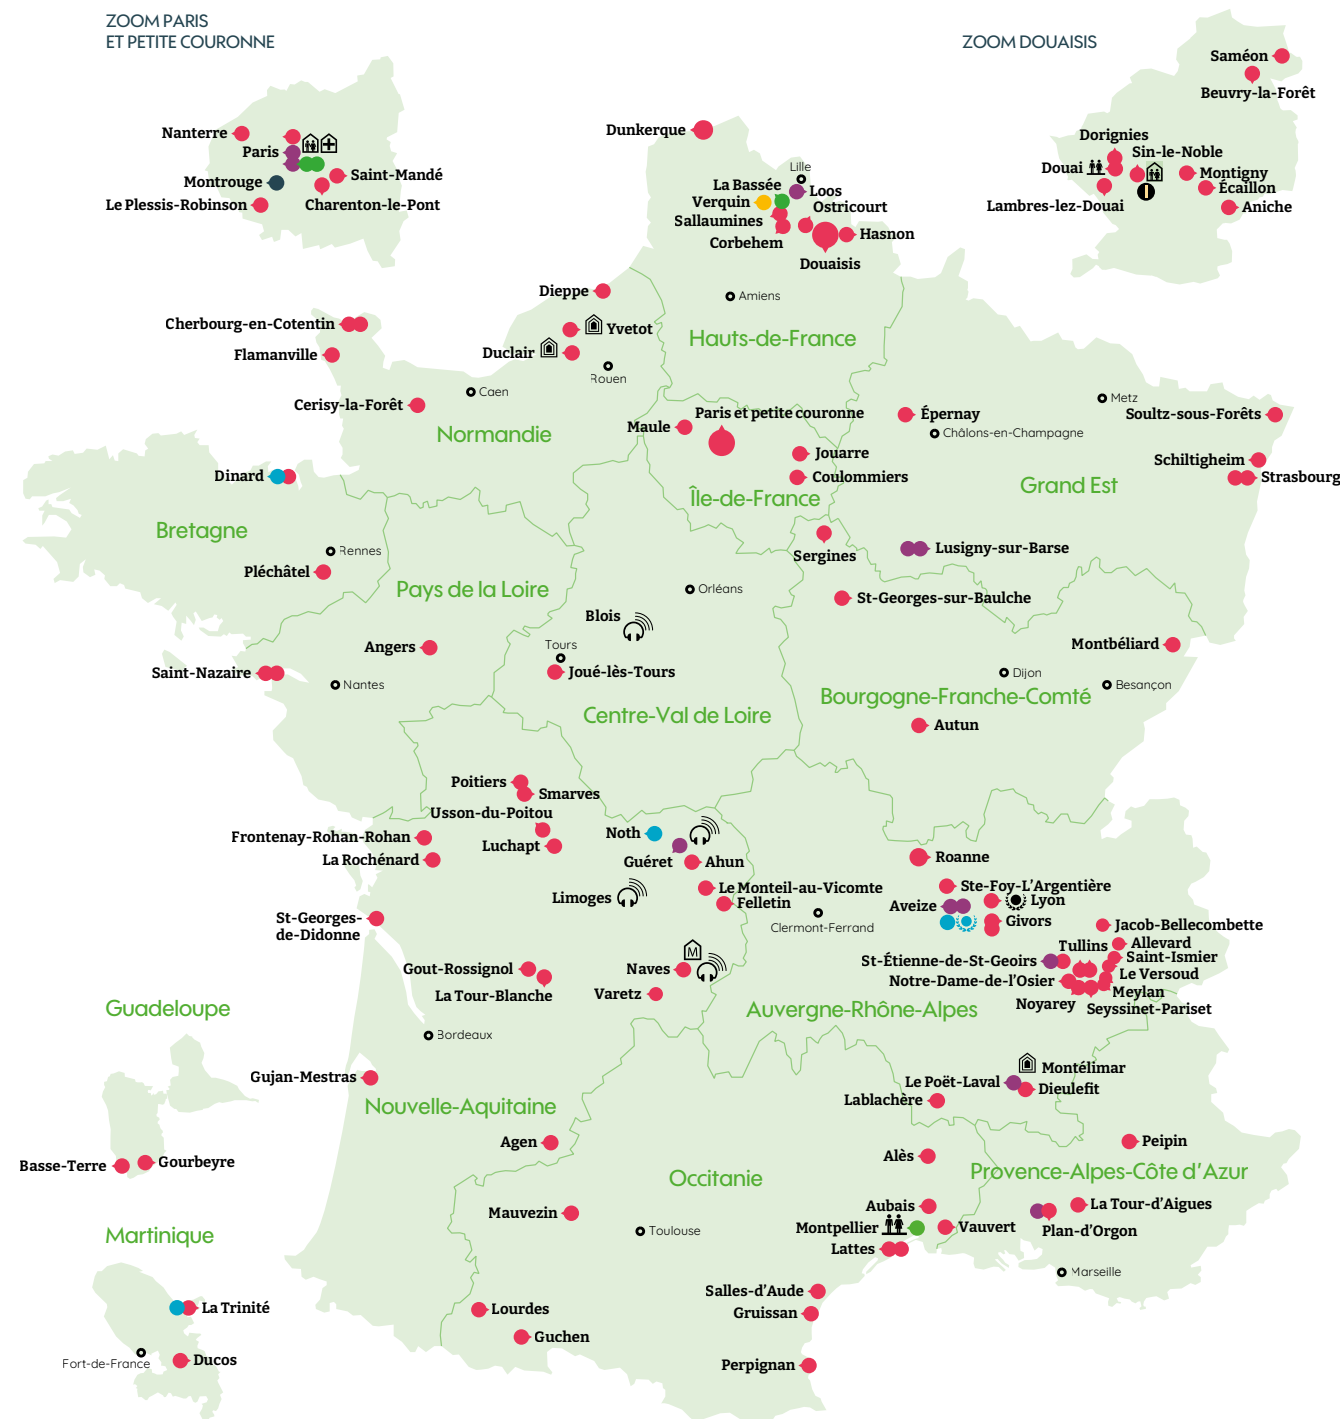 ZOOM PARIS
ET PETITE COURONNE
ZOOM DOUAISIS
Nanterre
Paris
Montrouge
Le Plessis-Robinson
Saint-Mandé
Charenton-le-Pont
Saméon
Beuvry-la-Forêt
Dorignies
Sin-le-Noble
Douai
Montigny
Écaillon
Lambres-lez-Douai
Aniche
Dunkerque
Lille
La Bassée
Loos
Verquin
Ostricourt
Sallaumines
Corbehem
Hasnon
Douaisis
Amiens
Hauts-de-France
Dieppe
Cherbourg-en-Cotentin
Yvetot
Flamanville
Duclair
Rouen
Caen
Cerisy-la-Forêt
Normandie
Paris et petite couronne
Maule
Jouarre
Coulommiers
Île-de-France
Metz
Épernay
Soultz-sous-Forêts
Châlons-en-Champagne
Schiltigheim
Strasbourg
Grand Est
Dinard
Bretagne
Rennes
Pléchâtel
Sergines
Lusigny-sur-Barse
Pays de la Loire
Orléans
St-Georges-sur-Baulche
Blois
Angers
Tours
Joué-lès-Tours
Montbéliard
Saint-Nazaire
Nantes
Dijon
Besançon
Bourgogne-Franche-Comté
Centre-Val de Loire
Autun
Poitiers
Smarves
Usson-du-Poitou
Frontenay-Rohan-Rohan
Luchapt
La Rochénard
Noth
Guéret
Ahun
Roanne
Le Monteil-au-Vicomte
Felletin
Limoges
Ste-Foy-L'Argentière
Lyon
Aveize
Givors
Clermont-Ferrand
St-Georges-
de-Didonne
Jacob-Bellecombette
Tullins
Allevard
Saint-Ismier
St-Étienne-de-St-Geoirs
Le Versoud
Notre-Dame-de-l'Osier
Meylan
Noyarey
Seyssinet-Pariset
Gout-Rossignol
La Tour-Blanche
M
Naves
Varetz
Auvergne-Rhône-Alpes
Guadeloupe
Bordeaux
Gujan-Mestras
Nouvelle-Aquitaine
Montélimar
Le Poët-Laval
Dieulefit
Lablachère
Agen
Basse-Terre
Gourbeyre
Peipin
Alès
Occitanie
Provence-Alpes-Côte d'Azur
Mauvezin
Aubais
La Tour-d'Aigues
Toulouse
Montpellier
Vauvert
Plan-d'Orgon
Lattes
Marseille
Martinique
La Trinité
Salles-d'Aude
Gruissan
Lourdes
Guchen
Fort-de-France
Ducos
Perpignan